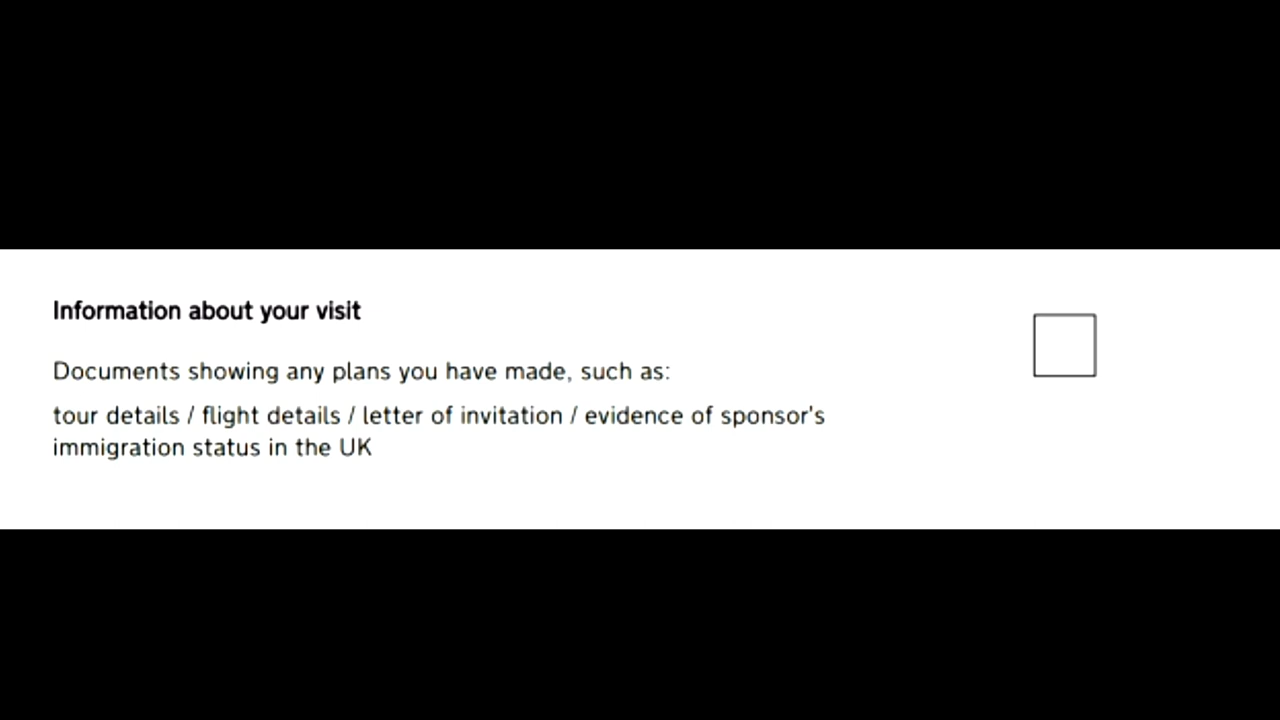 Information about your visit
Documents showing any plans you have made, such as:
tour details / flight details / letter of invitation / evidence of sponsor's
immigration status in the UK